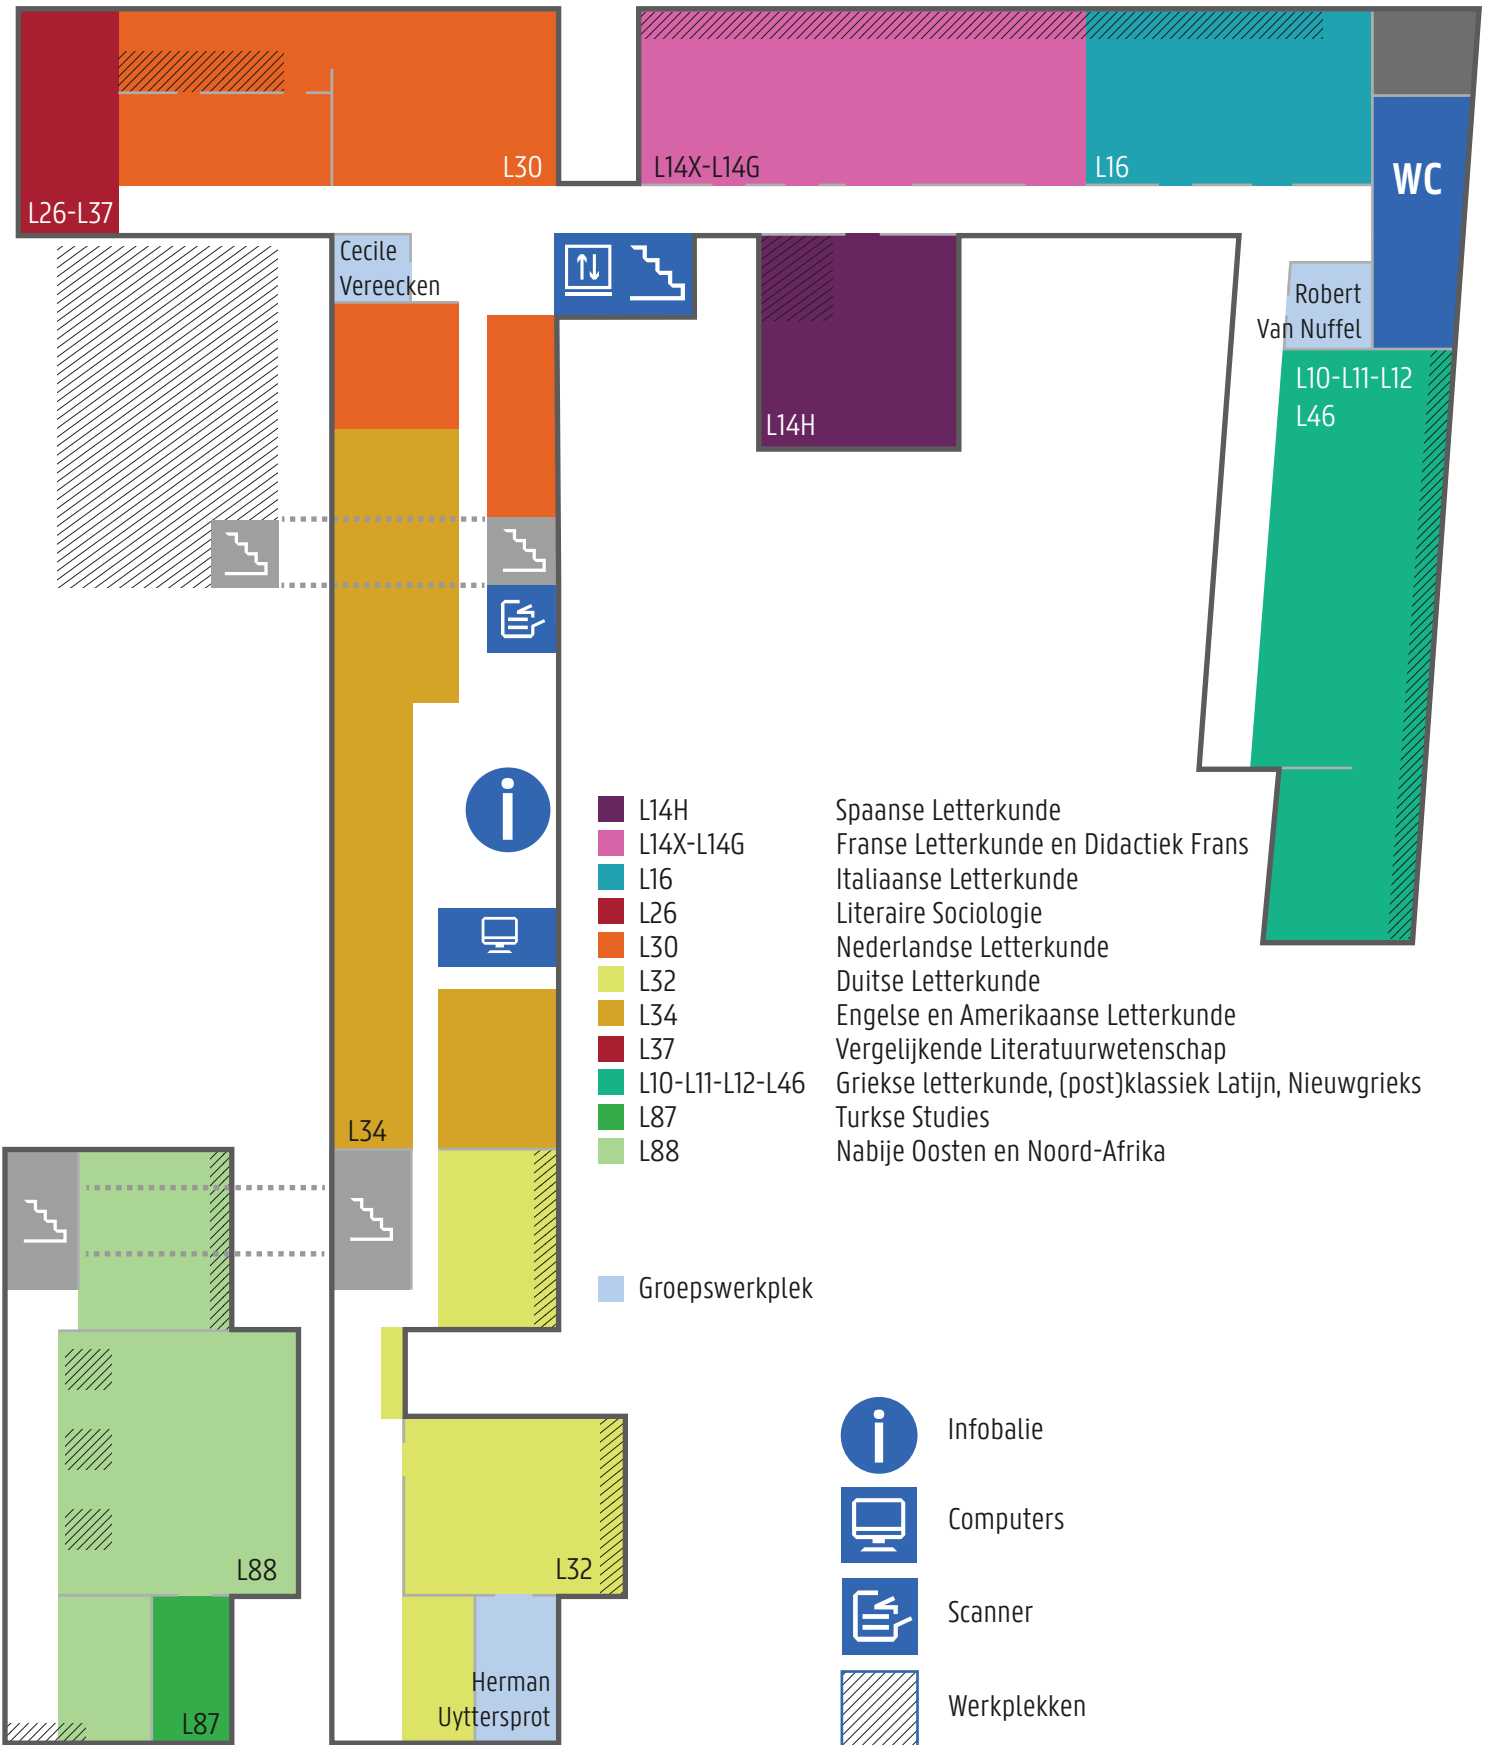 L30
L14X-L14G
L16
WC
L26-L37
Cecile
Vereecken
Robert
Van Nuffel
L10-L11-L12
L46
L14H
L14H Spaanse Letterkunde
L14X-L14G Franse Letterkunde en Didactiek Frans
L16 Italiaanse Letterkunde
L26 Literaire Sociologie
L30 Nederlandse Letterkunde
L32 Duitse Letterkunde
L34 Engelse en Amerikaanse Letterkunde
L37 Vergelijkende Literatuurwetenschap
L10-L11-L12-L46 Griekse letterkunde, (post)klassiek Latijn, Nieuwgrieks
L87 Turkse Studies
L88 Nabije Oosten en Noord-Afrika
L34
Groepswerkplek
Infobalie
Computers
L88
L32
Scanner
Herman
Uyttersprot
L87
Werkplekken